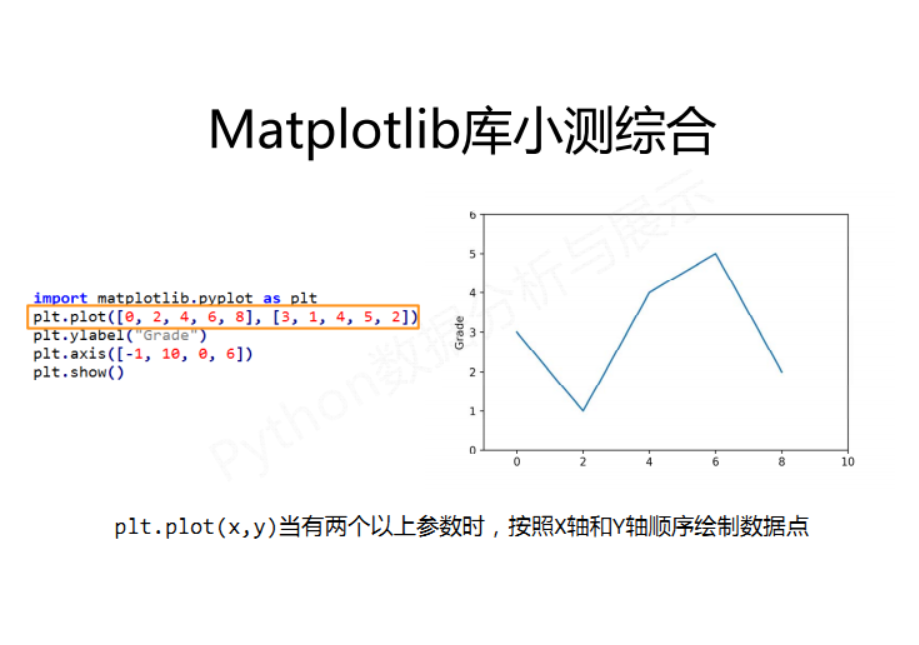 Matplotlib库小测综合
import matplotlib.pyplot as plt
plt.plot([0, 2, 4, 6, 8], [3, 1, 4, 5, 2])
plt.ylabel("Grade")
plt.axis([-1, 10, 0, 6])
plt.show()
6
5
4
3
2
1
0
Grade
0 2 4 6 8 10
Python数据分析与展示
plt.plot(x,y)当有两个以上参数时，按照X轴和Y轴顺序绘制数据点